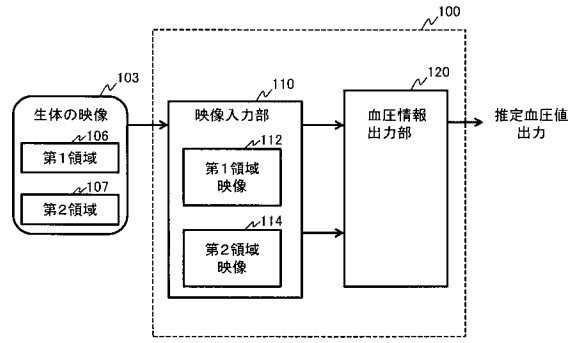 100
103
生体の映像
106
第1領域
107
第2領域
110
映像入力部
112
第1領域
映像
114
第2領域
映像
120
血圧情報
出力部
推定血圧値
出力